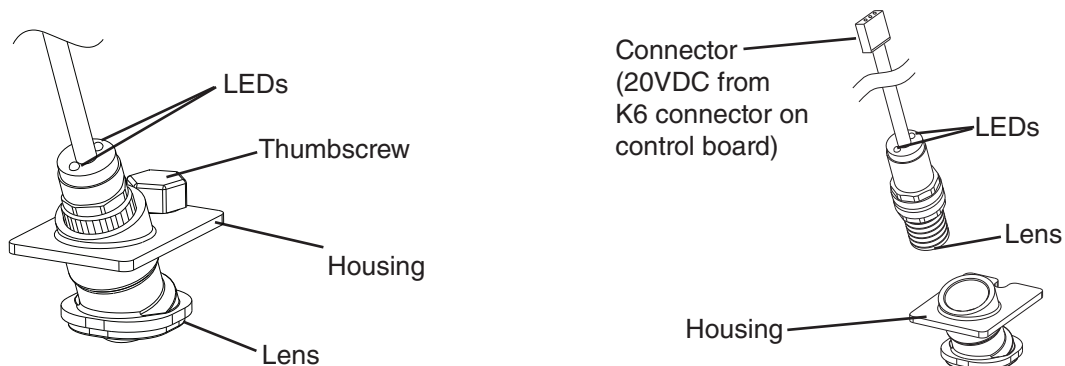 LEDs
Thumbscrew
Housing
Lens
Connector
(20VDC from
K6 connector on
control board)
LEDs
Lens
Housing